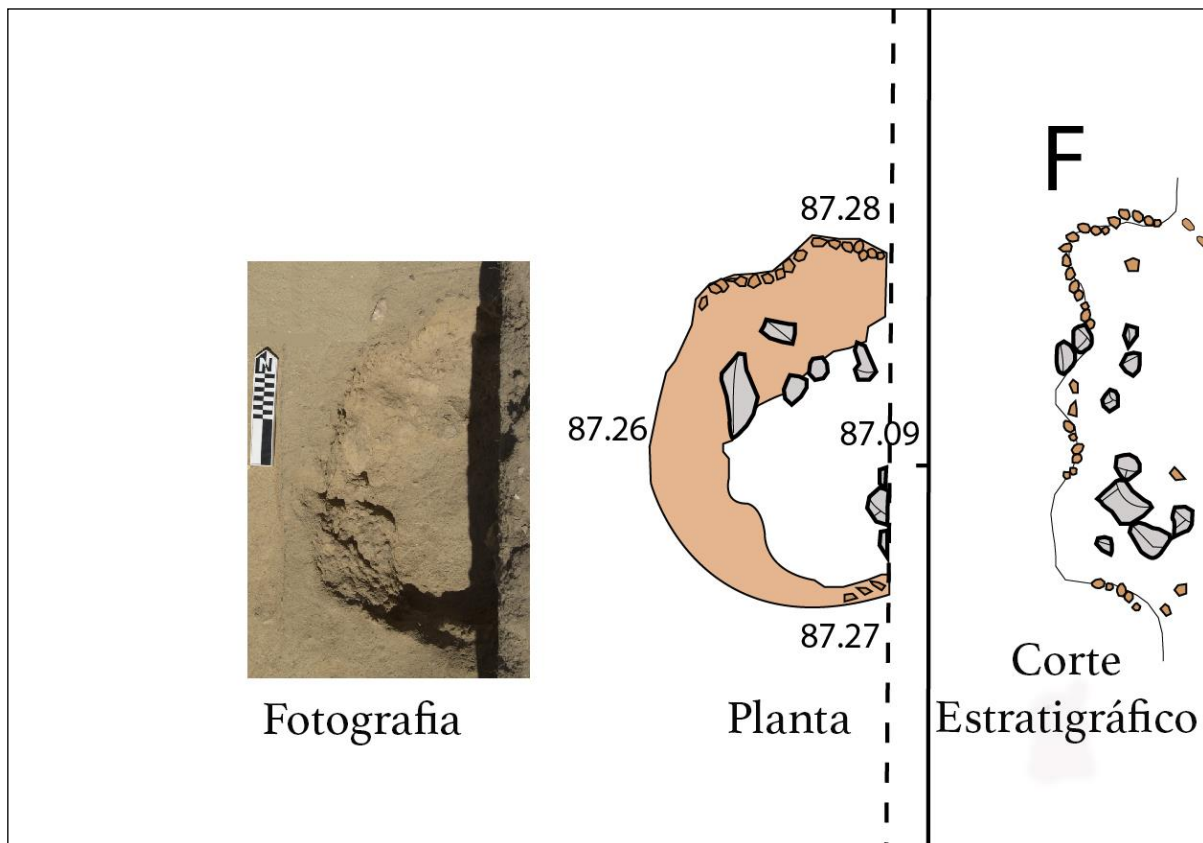 F
87.28
87.26
87.09
87.27
N
Fotografia
Planta
Corte
Estratigráfico